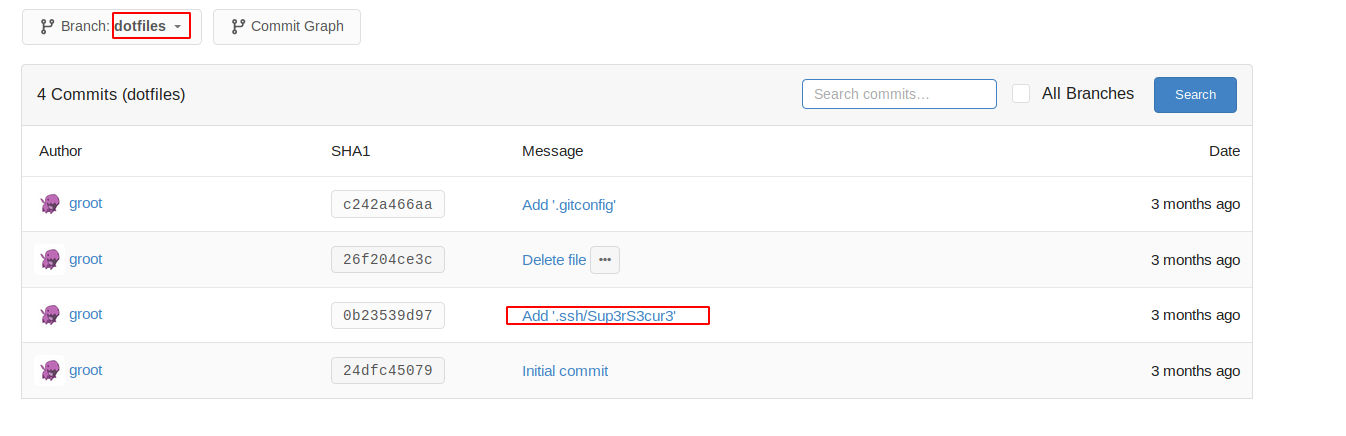 Branch: dotfiles Commit Graph
4 Commits (dotfiles) Search commits... All Branches Search
Author SHA1 Message Date
groot c242a466aa Add '.gitconfig' 3 months ago
groot 26f204ce3c Delete file ••• 3 months ago
groot 0b23539d97 Add '.ssh/Sup3rS3cur3' 3 months ago
groot 24dfc45079 Initial commit 3 months ago